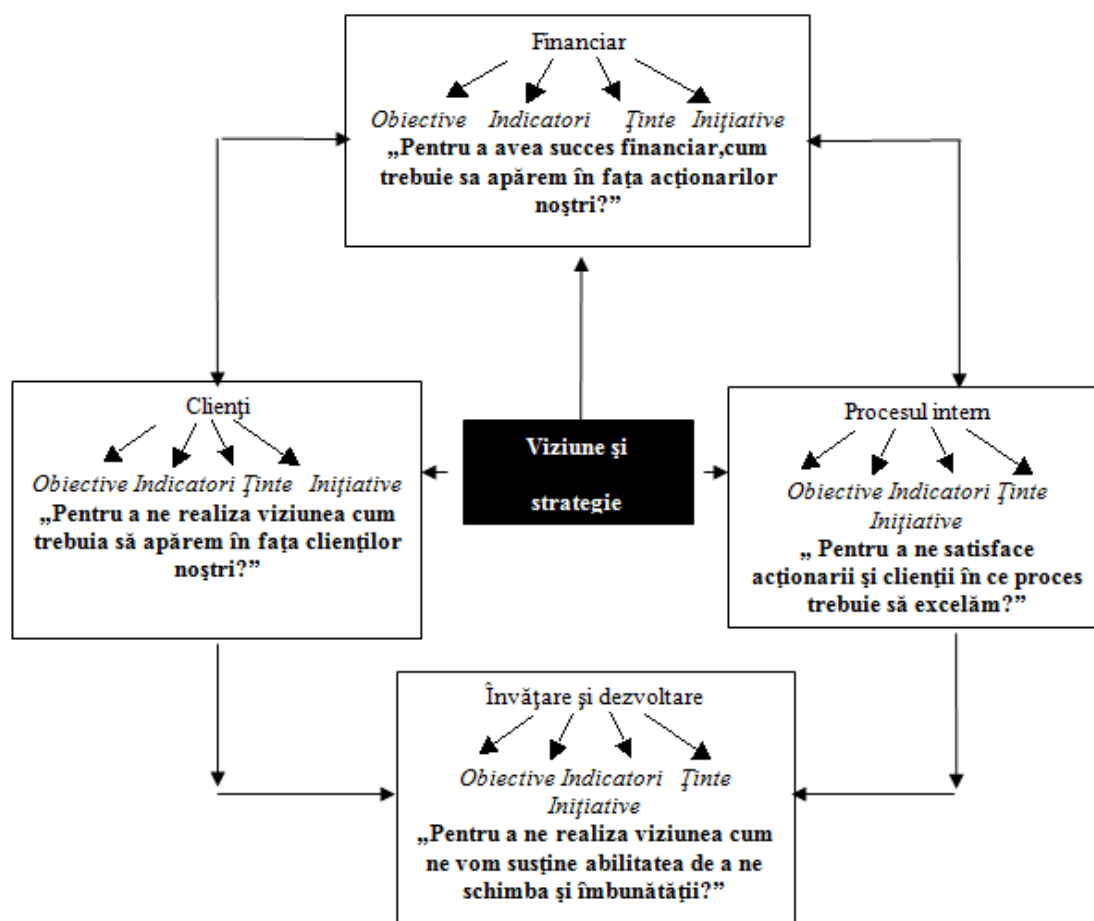 Financiar
Obiective Indicatori Ţinte Iniţiative
„Pentru a avea succes financiar,cum
trebuie sa apărem în faţa acţionarilor
noştri?”
Clienţi
Obiective Indicatori Ţinte Iniţiative
„Pentru a ne realiza viziunea cum
trebuia să apărem în faţa clienţilor
noştri?”
Viziune şi
strategie
Procesul intern
Obiective Indicatori Ţinte
Iniţiative
„ Pentru a ne satisface
acţionarii şi clienţii în ce proces
trebuie să excelăm?”
Învăţare şi dezvoltare
Obiective Indicatori Ţinte
Iniţiative
„Pentru a ne realiza viziunea cum
ne vom susţine abilitatea de a ne
schimba şi îmbunătăţii?”